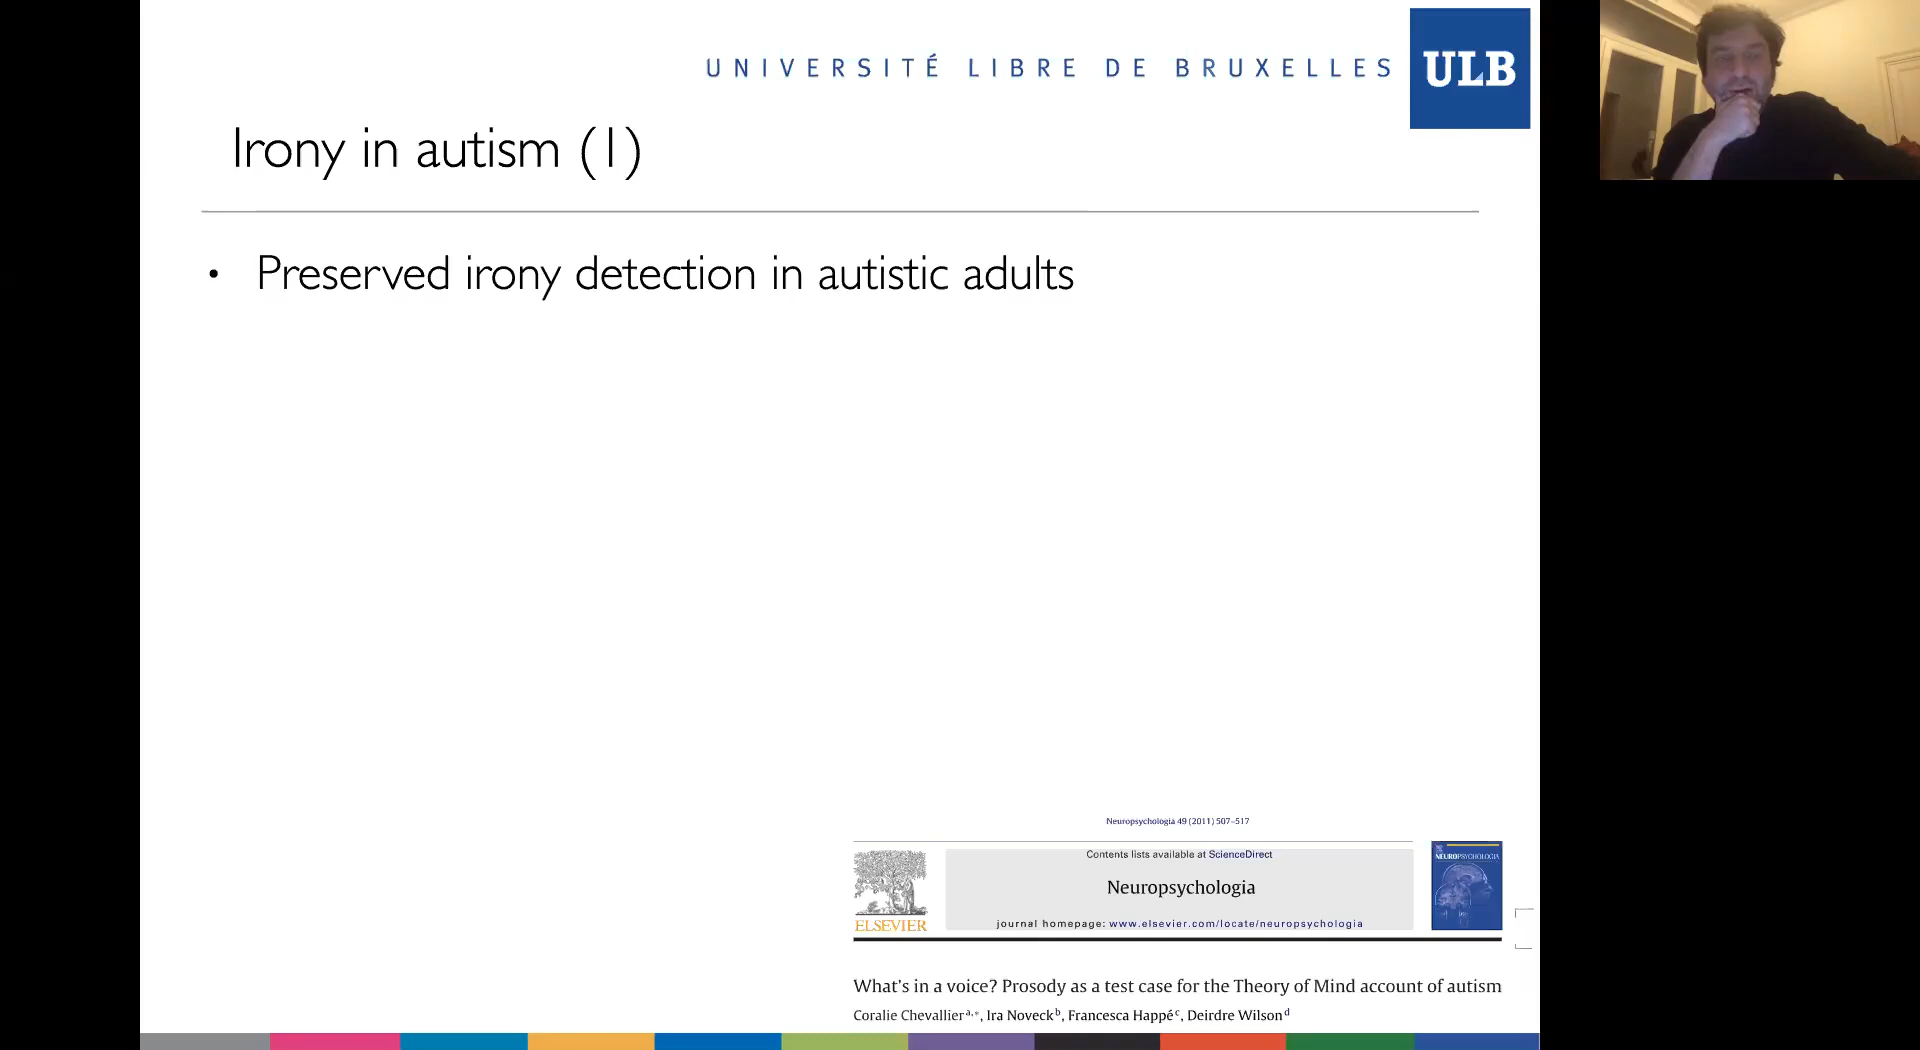 UNIVERSITÉ LIBRE DE BRUXELLES
ULB
Irony in autism (1)
• Preserved irony detection in autistic adults
Neuropsychologia 49 (2011) 507–517
Contents lists available at ScienceDirect
Neuropsychologia
journal homepage: www.elsevier.com/locate/neuropsychologia
ELSEVIER
NEUROPSYCHOLOGIA
What's in a voice? Prosody as a test case for the Theory of Mind account of autism
Coralie Chevallier a,*, Ira Noveck b, Francesca Happé c, Deirdre Wilson d